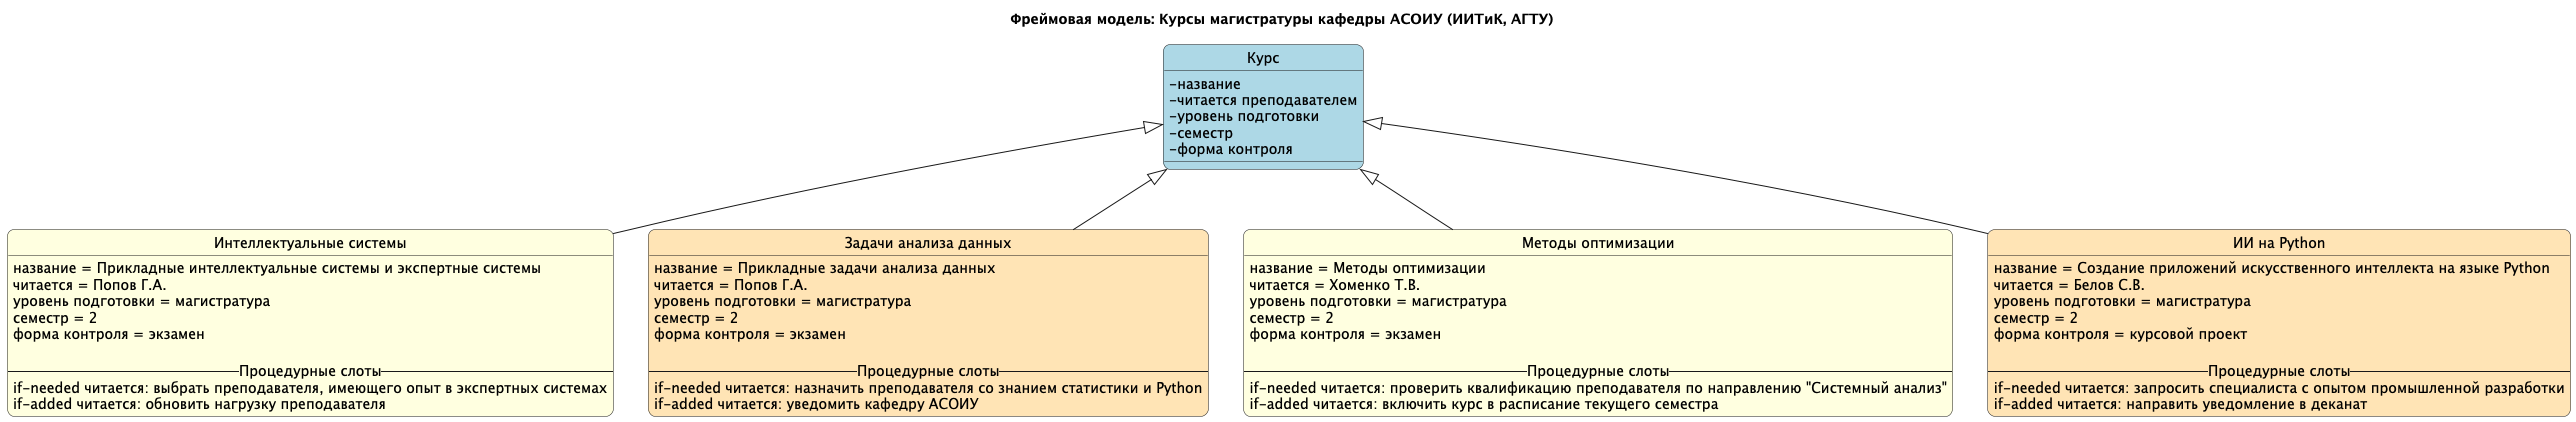 Фреймовая модель: Курсы магистратуры кафедры АСОИУ (ИИТиК, АГТУ)
Курс
-название
-читается преподавателем
-уровень подготовки
-семестр
-форма контроля
Интеллектуальные системы
название = Прикладные интеллектуальные системы и экспертные системы
читается = Попов Г.А.
уровень подготовки = магистратура
семестр = 2
форма контроля = экзамен
Процедурные слоты
if-needed читается: выбрать преподавателя, имеющего опыт в экспертных системах
if-added читается: обновить нагрузку преподавателя
Задачи анализа данных
название = Прикладные задачи анализа данных
читается = Попов Г.А.
уровень подготовки = магистратура
семестр = 2
форма контроля = экзамен
Процедурные слоты
if-needed читается: назначить преподавателя со знанием статистики и Python
if-added читается: уведомить кафедру АСОИУ
Методы оптимизации
название = Методы оптимизации
читается = Хоменко Т.В.
уровень подготовки = магистратура
семестр = 2
форма контроля = экзамен
Процедурные слоты
if-needed читается: проверить квалификацию преподавателя по направлению "Системный анализ"
if-added читается: включить курс в расписание текущего семестра
ИИ на Python
название = Создание приложений искусственного интеллекта на языке Python
читается = Белов С.В.
уровень подготовки = магистратура
семестр = 2
форма контроля = курсовой проект
Процедурные слоты
if-needed читается: запросить специалиста с опытом промышленной разработки
if-added читается: направить уведомление в деканат